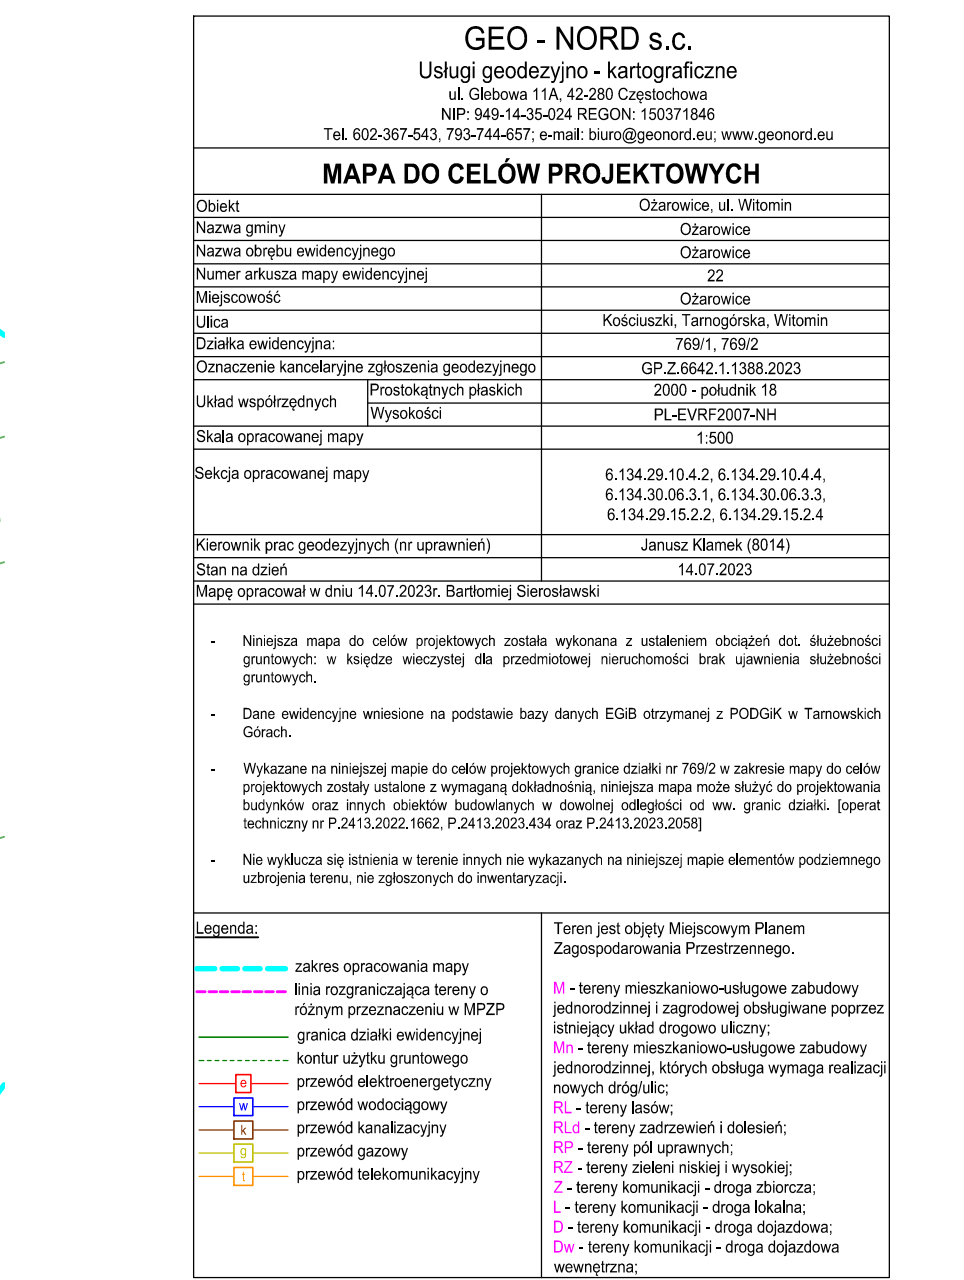 GEO - NORD s.c.
Usługi geodezyjno - kartograficzne
ul. Glebowa 11A, 42-280 Częstochowa
NIP: 949-14-35-024 REGON: 150371846
Tel. 602-367-543, 793-744-657; e-mail: biuro@geonord.eu; www.geonord.eu
MAPA DO CELÓW PROJEKTOWYCH
Obiekt Ożarowice, ul. Witomin
Nazwa gminy Ożarowice
Nazwa obrębu ewidencyjnego Ożarowice
Numer arkusza mapy ewidencyjnej 22
Miejscowość Ożarowice
Ulica Kościuszki, Tarnogórska, Witomin
Działka ewidencyjna: 769/1, 769/2
Oznaczenie kancelaryjne zgłoszenia geodezyjnego GP.Z.6642.1.1388.2023
Układ współrzędnych
Prostokątnych płaskich 2000 - południk 18
Wysokości PL-EVRF2007-NH
Skala opracowanej mapy 1:500
Sekcja opracowanej mapy 6.134.29.10.4.2, 6.134.29.10.4.4,
6.134.30.06.3.1, 6.134.30.06.3.3,
6.134.29.15.2.2, 6.134.29.15.2.4
Kierownik prac geodezyjnych (nr uprawnień) Janusz Klamek (8014)
Stan na dzień 14.07.2023
Mapę opracował w dniu 14.07.2023r. Bartłomiej Sierosławski
- Niniejsza mapa do celów projektowych została wykonana z ustaleniem obciążeń dot. śłużebności
gruntowych: w księdze wieczystej dla przedmiotowej nieruchomości brak ujawnienia służebności
gruntowych.
- Dane ewidencyjne wniesione na podstawie bazy danych EGiB otrzymanej z PODGiK w Tarnowskich
Górach.
- Wykazane na niniejszej mapie do celów projektowych granice działki nr 769/2 w zakresie mapy do celów
projektowych zostały ustalone z wymaganą dokładnośnią, niniejsza mapa może służyć do projektowania
budynków oraz innych obiektów budowlanych w dowolnej odległości od ww. granic działki. [operat
techniczny nr P.2413.2022.1662, P.2413.2023.434 oraz P.2413.2023.2058]
- Nie wyklucza się istnienia w terenie innych nie wykazanych na niniejszej mapie elementów podziemnego
uzbrojenia terenu, nie zgłoszonych do inwentaryzacji.
Legenda:
zakres opracowania mapy
linia rozgraniczająca tereny o
różnym przeznaczeniu w MPZP
granica działki ewidencyjnej
kontur użytku gruntowego
e przewód elektroenergetyczny
w przewód wodociągowy
k przewód kanalizacyjny
g przewód gazowy
t przewód telekomunikacyjny
Teren jest objęty Miejscowym Planem
Zagospodarowania Przestrzennego.
M - tereny mieszkaniowo-usługowe zabudowy
jednorodzinnej i zagrodowej obsługiwane poprzez
istniejący układ drogowo uliczny;
Mn - tereny mieszkaniowo-usługowe zabudowy
jednorodzinnej, których obsługa wymaga realizacji
nowych dróg/ulic;
RL - tereny lasów;
RLd - tereny zadrzewień i dolesień;
RP - tereny pól uprawnych;
RZ - tereny zieleni niskiej i wysokiej;
Z - tereny komunikacji - droga zbiorcza;
L - tereny komunikacji - droga lokalna;
D - tereny komunikacji - droga dojazdowa;
Dw - tereny komunikacji - droga dojazdowa
wewnętrzna;